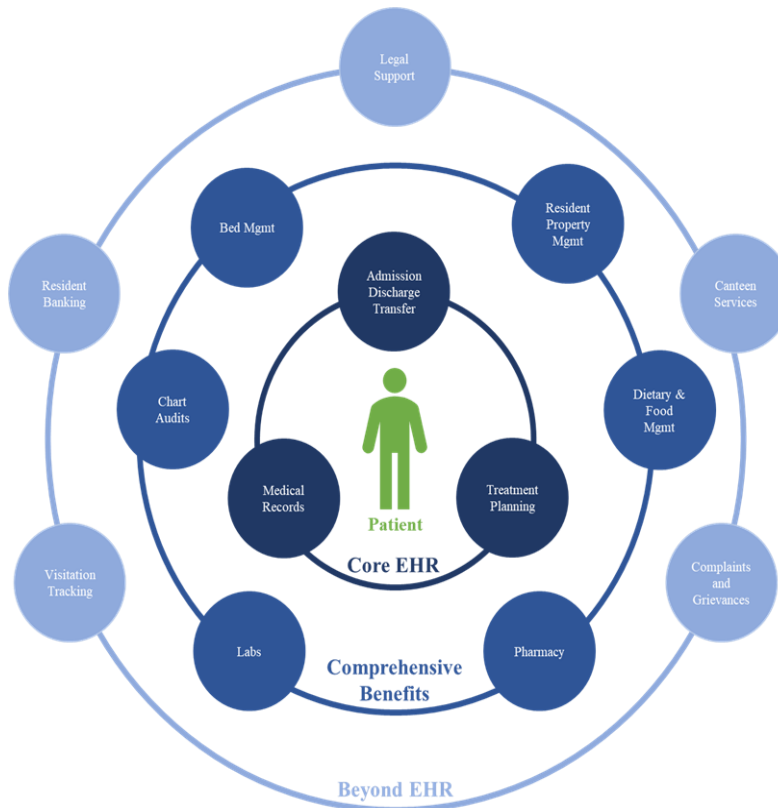 Legal
Support
Bed Mgmt
Resident
Property
Mgmt
Admission
Discharge
Transfer
Resident
Banking
Canteen
Services
Chart
Audits
Dietary &
Food
Mgmt
Medical
Records
Treatment
Planning
Patient
Core EHR
Visitation
Tracking
Complaints
and
Grievances
Labs
Pharmacy
Comprehensive
Benefits
Beyond EHR